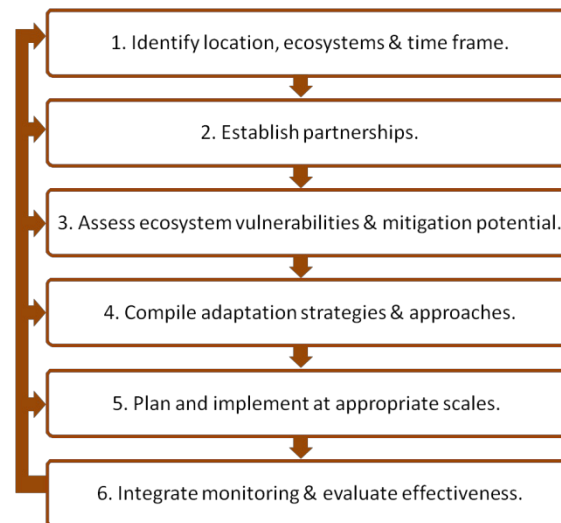 1. Identify location, ecosystems & time frame.
2. Establish partnerships.
3. Assess ecosystem vulnerabilities & mitigation potential.
4. Compile adaptation strategies & approaches.
5. Plan and implement at appropriate scales.
6. Integrate monitoring & evaluate effectiveness.